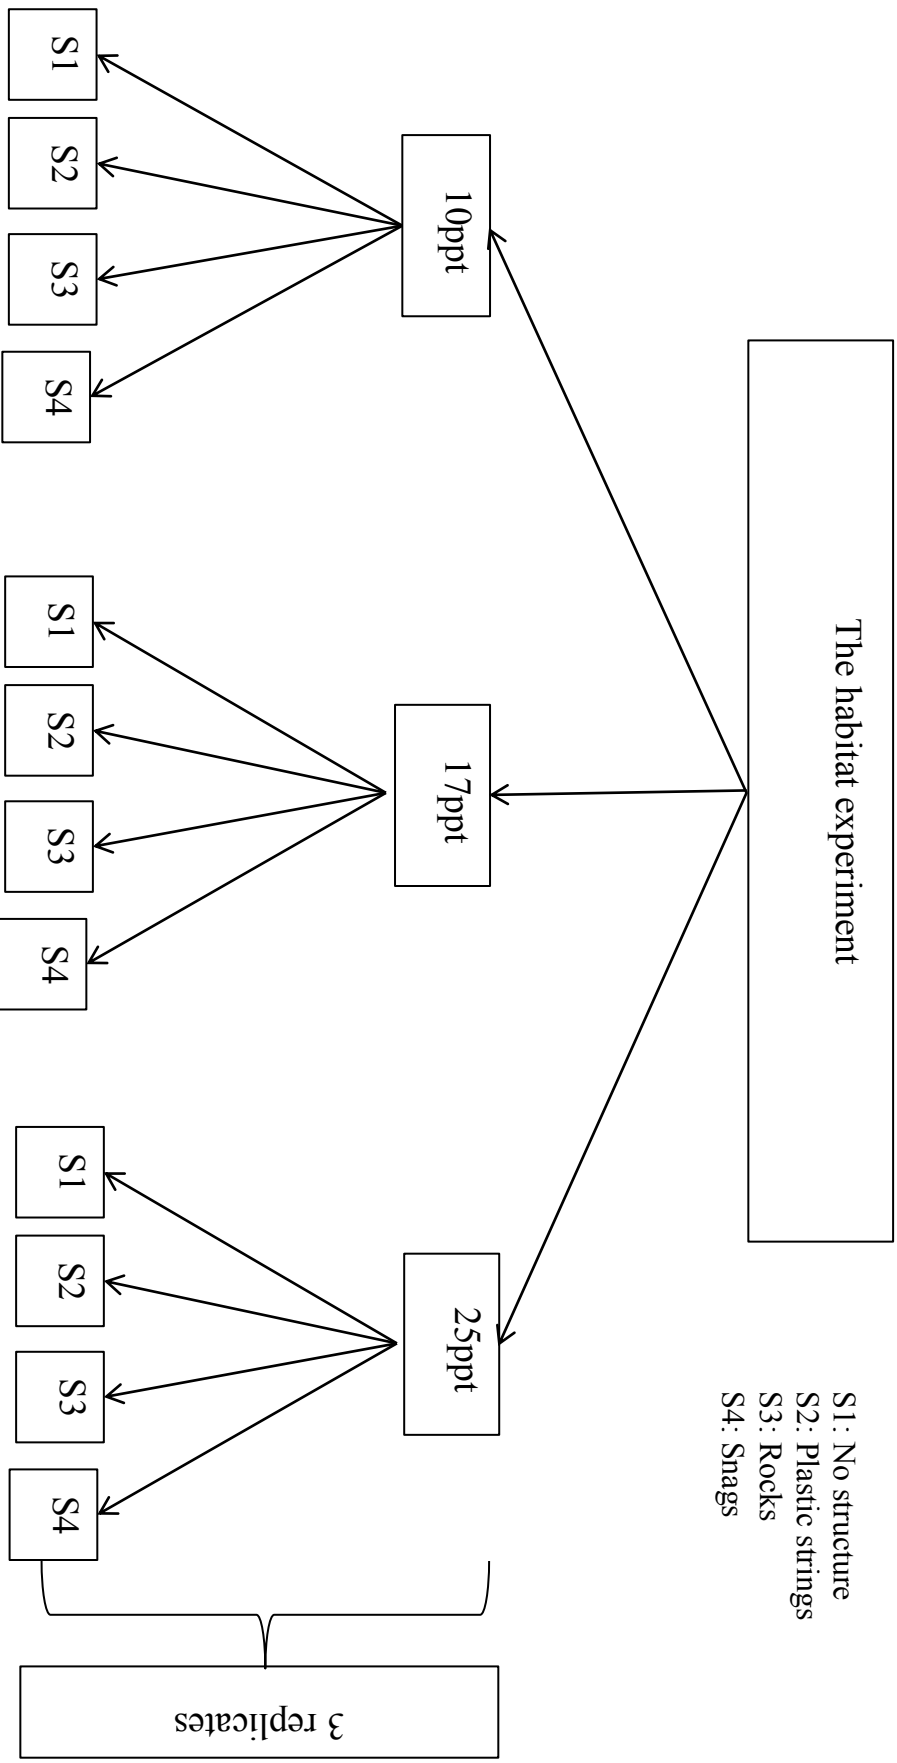 The habitat experiment
S1: No structure
S2: Plastic strings
S3: Rocks
S4: Snags
10ppt
17ppt
25ppt
S1
S2
S3
S4
S1
S2
S3
S4
S1
S2
S3
S4
3 replicates